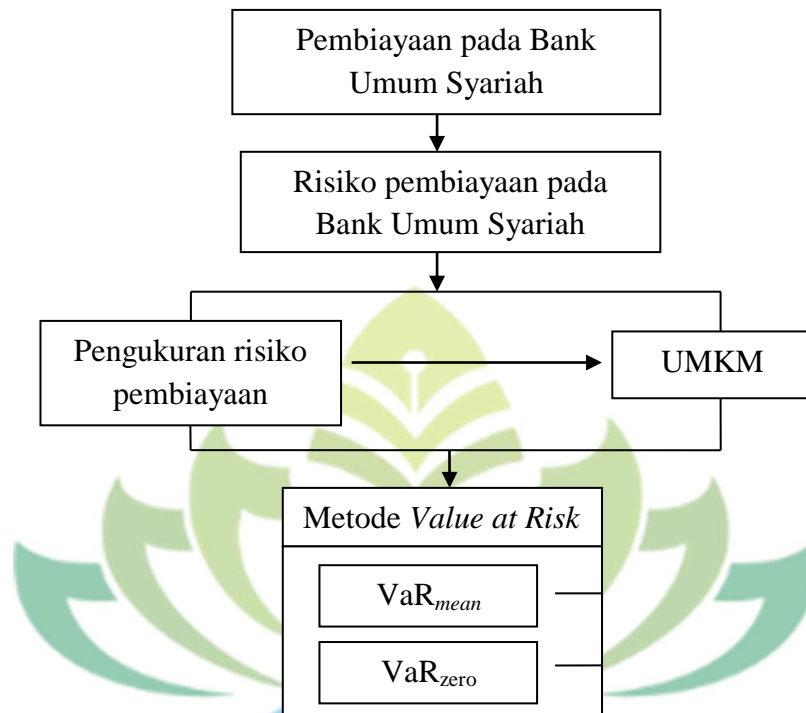 Pembiayaan pada Bank
Umum Syariah
Risiko pembiayaan pada
Bank Umum Syariah
Pengukuran risiko
pembiayaan
UMKM
Metode Value at Risk
VaRmean
VaRzero